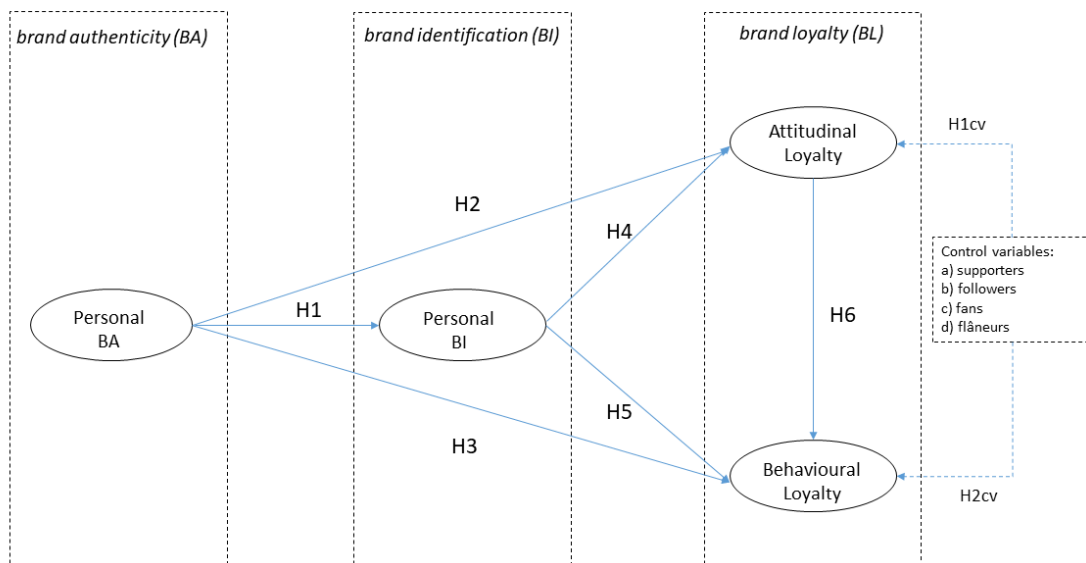 brand authenticity (BA)
brand identification (BI)
brand loyalty (BL)
Attitudinal
Loyalty
H1cv
H2
H4
Control variables:
a) supporters
b) followers
c) fans
d) flâneurs
Personal
BA
H1
Personal
BI
H6
H5
H3
Behavioural
Loyalty
H2cv